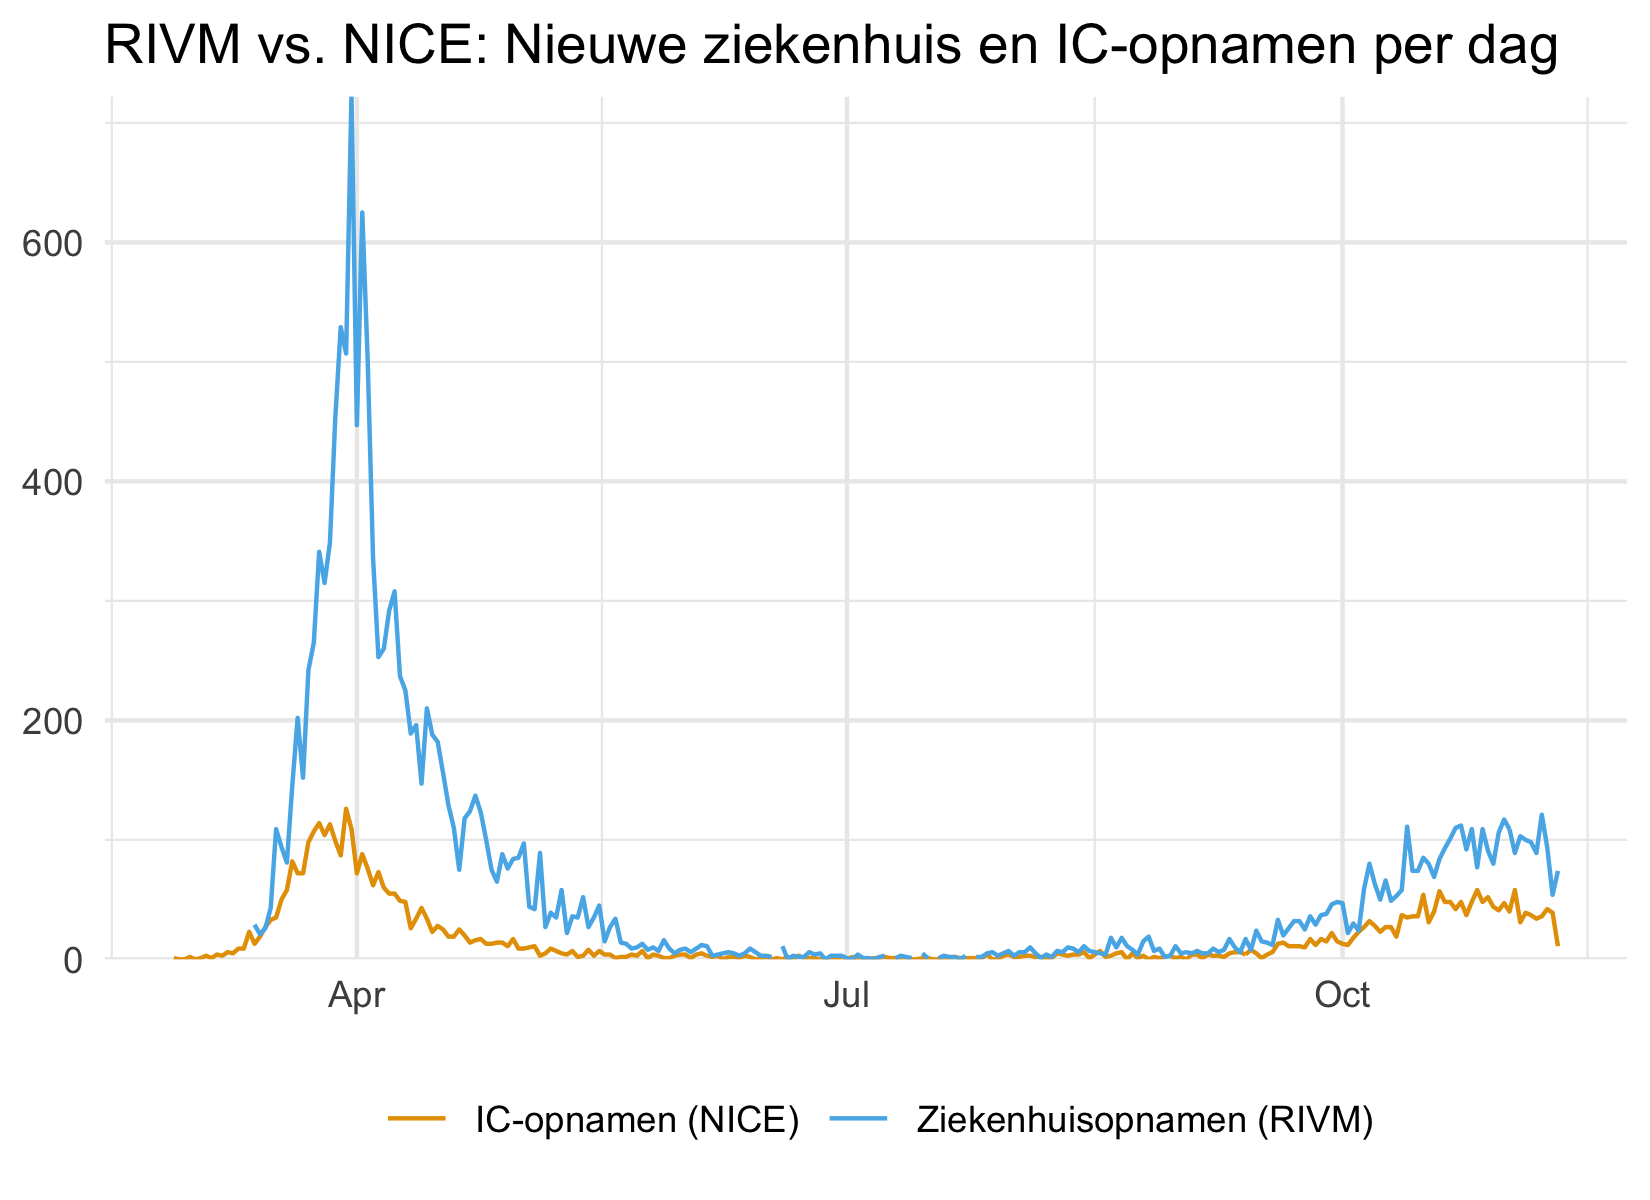 RIVM vs. NICE: Nieuwe ziekenhuis en IC-opnamen per dag
600
400
200
0
Apr Jul Oct
IC-opnamen (NICE) Ziekenhuisopnamen (RIVM)